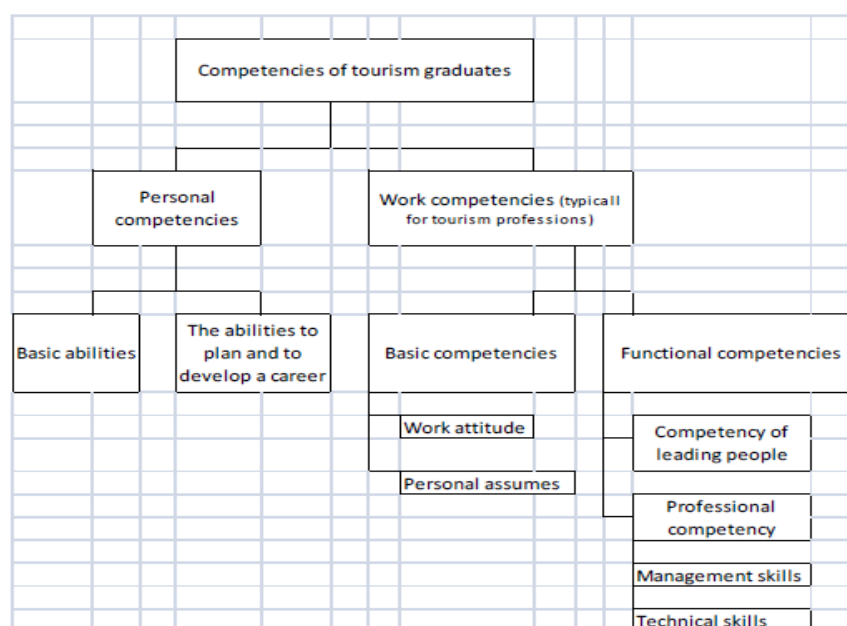 Competencies of tourism graduates
Personal
competencies
Work competencies (typicall
for tourism professions)
Basic abilities
The abilities to
plan and to
develop a career
Basic competencies
Functional competencies
Work attitude
Personal assumes
Competency of
leading people
Professional
competency
Management skills
Technical skills